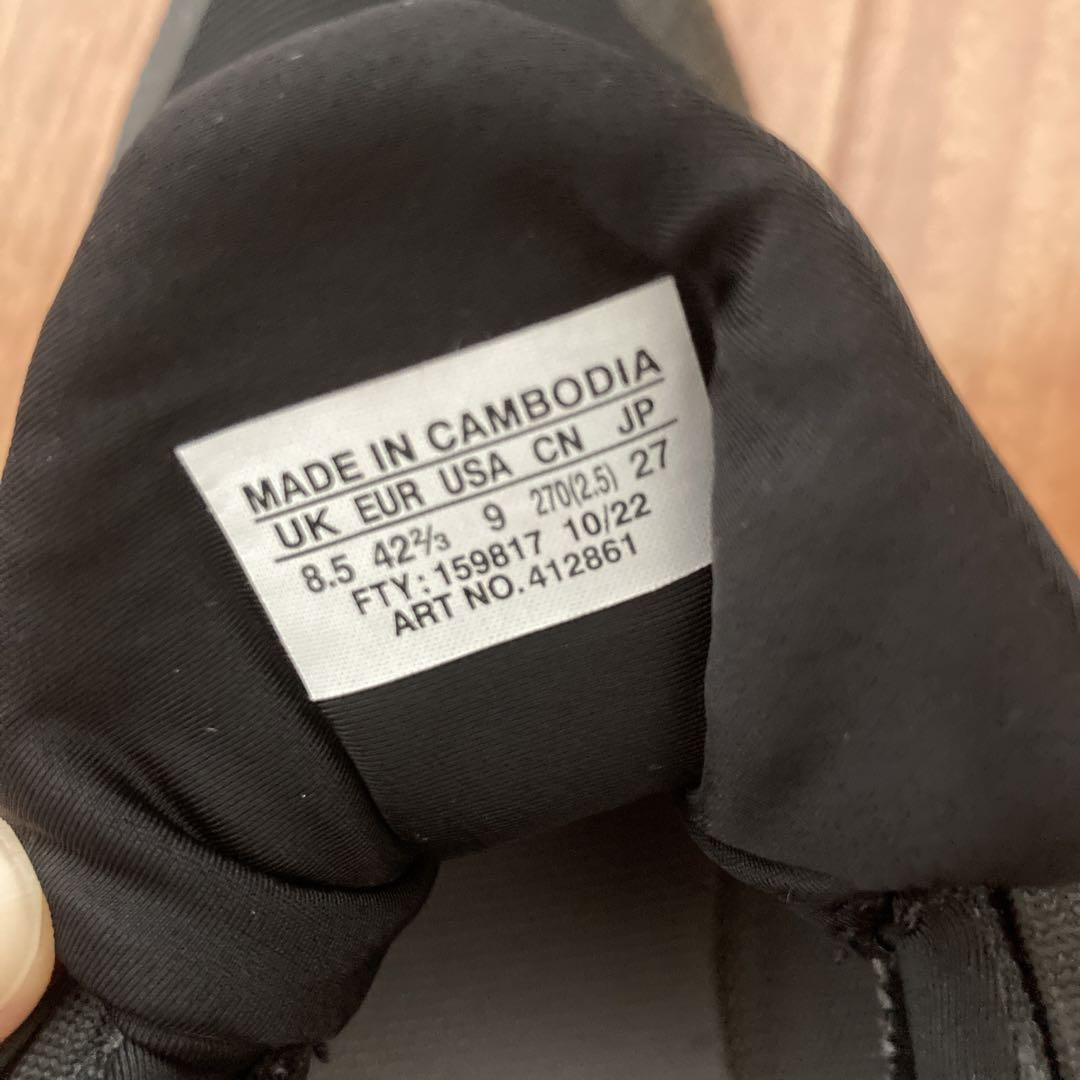 MADE IN CAMBODIA
UK EUR USA CN JP
8.5 42⅔ 9 270(2.5) 27
FTY: 159817 10/22
ART NO. 412861